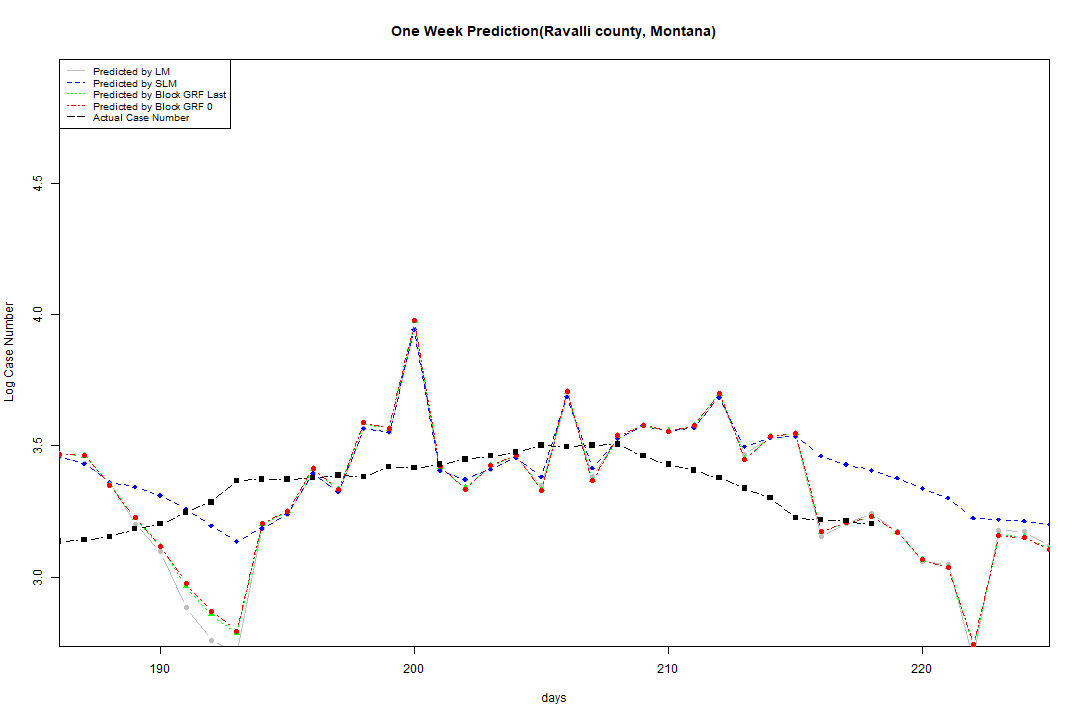 One Week Prediction(Ravalli county, Montana)
Predicted by LM
Predicted by SLM
Predicted by Block GRF Last
Predicted by Block GRF 0
Actual Case Number
Log Case Number
4.5
4.0
3.5
3.0
190
200
210
220
days